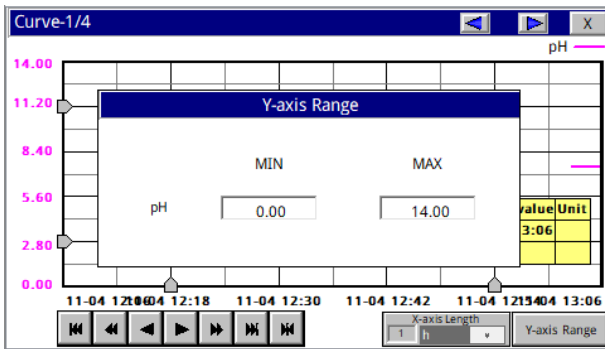 Curve-1/4
X
pH
14.00
11.20
8.40
5.60
2.80
0.00
Y-axis Range
MIN
MAX
pH
0.00
14.00
value Unit
3:06
11-04 12:18
11-04 12:30
11-04 12:42
11-04
13:06
X-axis Length
1
h
Y-axis Range